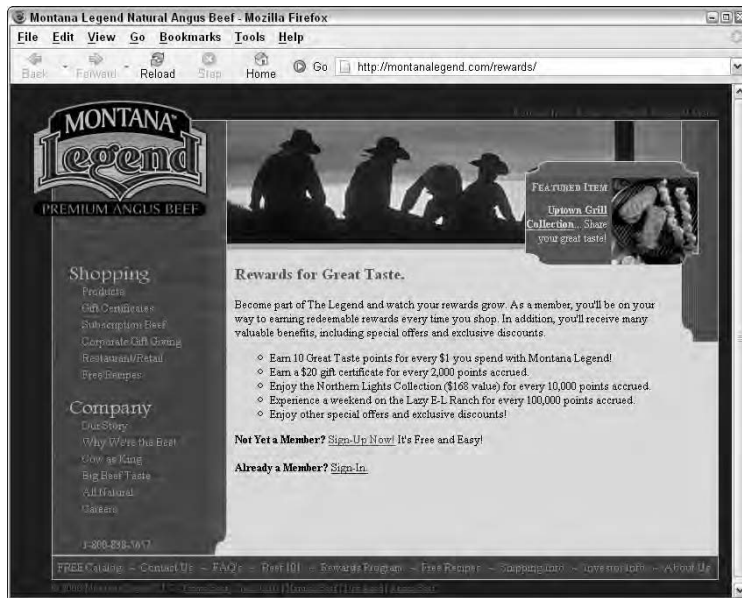 Montana Legend Natural Angus Beef - Mozilla Firefox
File Edit View Go Bookmarks Tools Help
Back Forward Reload Stop Home Go http://montanalegend.com/rewards/
MONTANA™
Legend
PREMIUM ANGUS BEEF
FEATURED ITEM
Uptown Grill
Collection... Share
your great taste!
Shopping
Products
Gift Certificates
Subscription Beef
Corporate Gift Giving
Restaurant/Retail
Free Recipes
Company
Our Story
Why We're the Best
Cow as King
Big Beef Taste
All Natural
Careers
Rewards for Great Taste.
Become part of The Legend and watch your rewards grow. As a member, you'll be on your
way to earning redeemable rewards every time you shop. In addition, you'll receive many
valuable benefits, including special offers and exclusive discounts.
Earn 10 Great Taste points for every $1 you spend with Montana Legend!
Earn a $20 gift certificate for every 2,000 points accrued.
Enjoy the Northern Lights Collection ($168 value) for every 10,000 points accrued.
Experience a weekend on the Lazy E-L Ranch for every 100,000 points accrued.
Enjoy other special offers and exclusive discounts!
Not Yet a Member? Sign-Up Now! It's Free and Easy!
Already a Member? Sign-In.
FREE Catalog ~ Contact Us ~ FAQ's ~ Beef 101 ~ Rewards Program ~ Free Recipes ~ Shipping Info ~ Investor Info ~ About Us